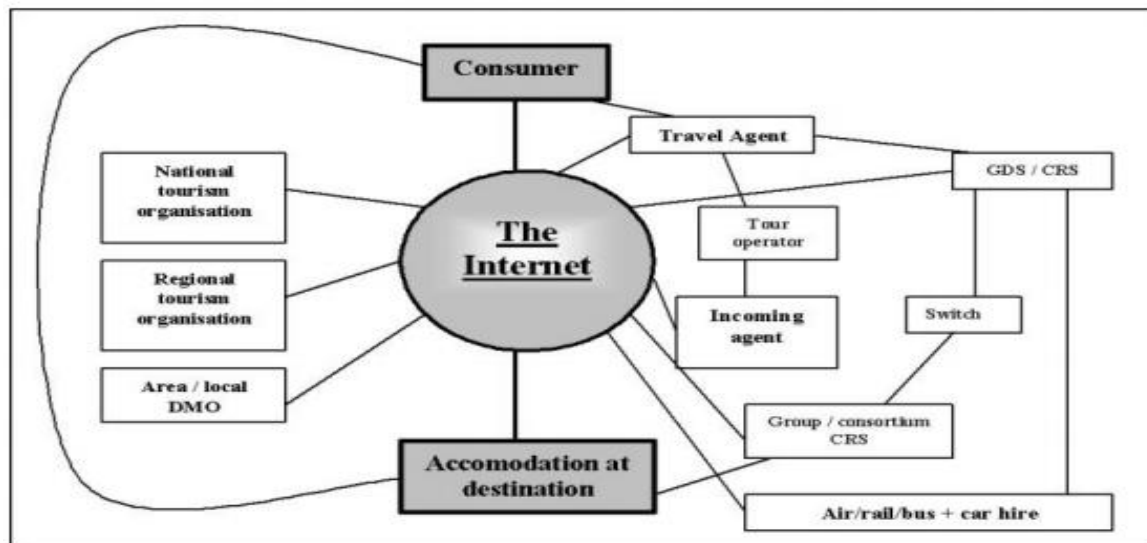 Consumer
Travel Agent
GDS / CRS
National
tourism
organisation
The
Internet
Tour
operator
Regional
tourism
organisation
Incoming
agent
Switch
Area / local
DMO
Group / consortium
CRS
Accomodation at
destination
Air/rail/bus + car hire